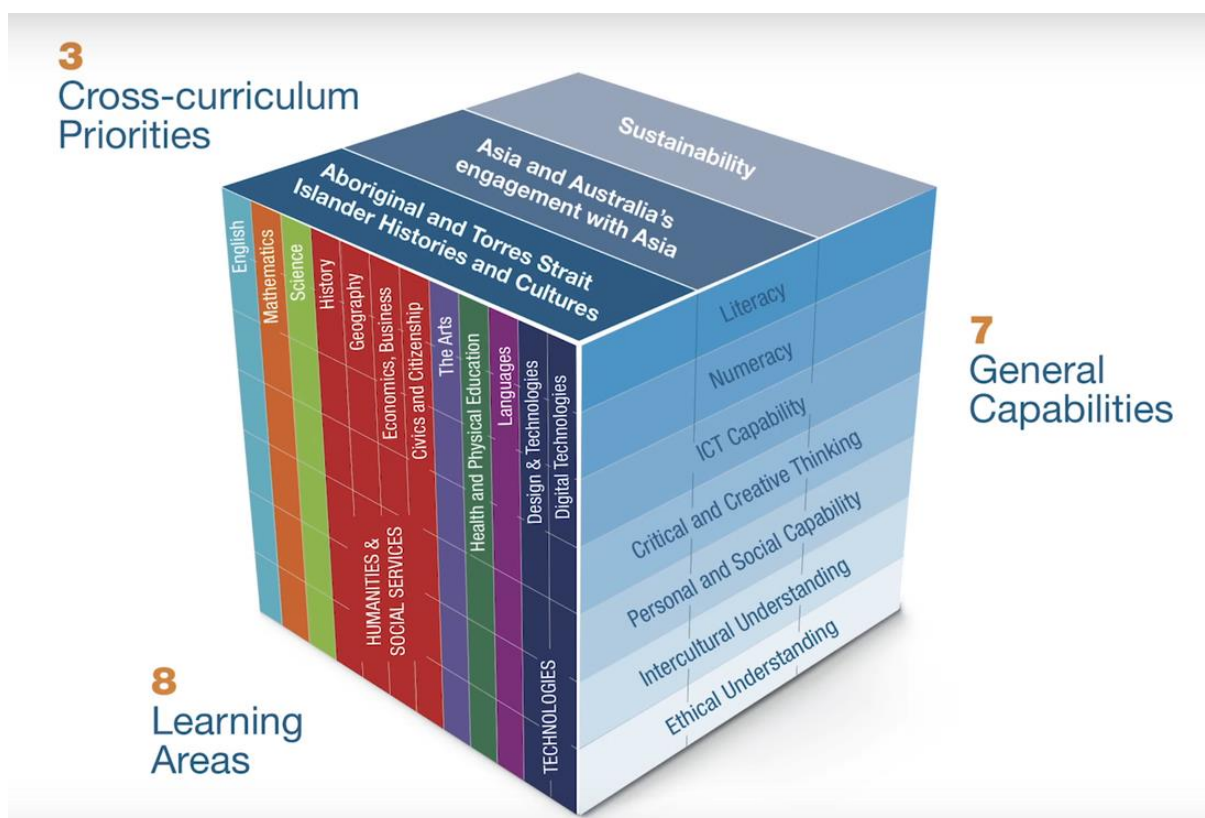 3
Cross-curriculum
Priorities
Sustainability
Asia and Australia's
engagement with Asia
Aboriginal and Torres Strait
Islander Histories and Cultures
English
Mathematics
Science
History
Geography
Economics, Business
Civics and Citizenship
HUMANITIES &
SOCIAL SERVICES
The Arts
Health and Physical Education
Languages
Design & Technologies
Digital Technologies
TECHNOLOGIES
Literacy
Numeracy
ICT Capability
Critical and Creative Thinking
Personal and Social Capability
Intercultural Understanding
Ethical Understanding
7
General
Capabilities
8
Learning
Areas